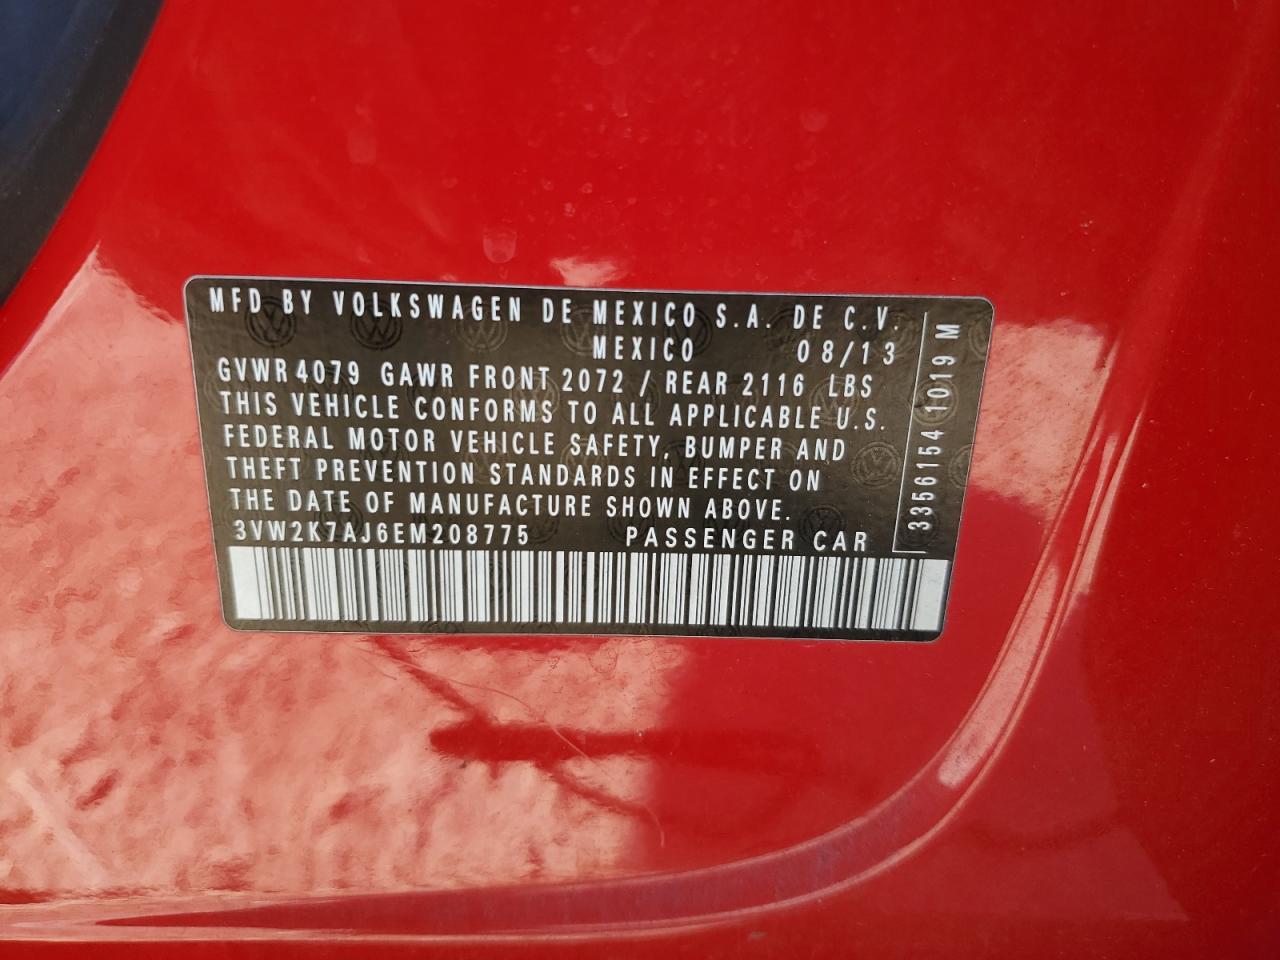 MFD BY VOLKSWAGEN DE MEXICO S.A. DE C.V.
MEXICO 08/13
GVWR 4079 GAWR FRONT 2072 / REAR 2116 LBS
THIS VEHICLE CONFORMS TO ALL APPLICABLE U.S.
FEDERAL MOTOR VEHICLE SAFETY, BUMPER AND
THEFT PREVENTION STANDARDS IN EFFECT ON
THE DATE OF MANUFACTURE SHOWN ABOVE.
3VW2K7AJ6EM208775 PASSENGER CAR
3356154 1019 M